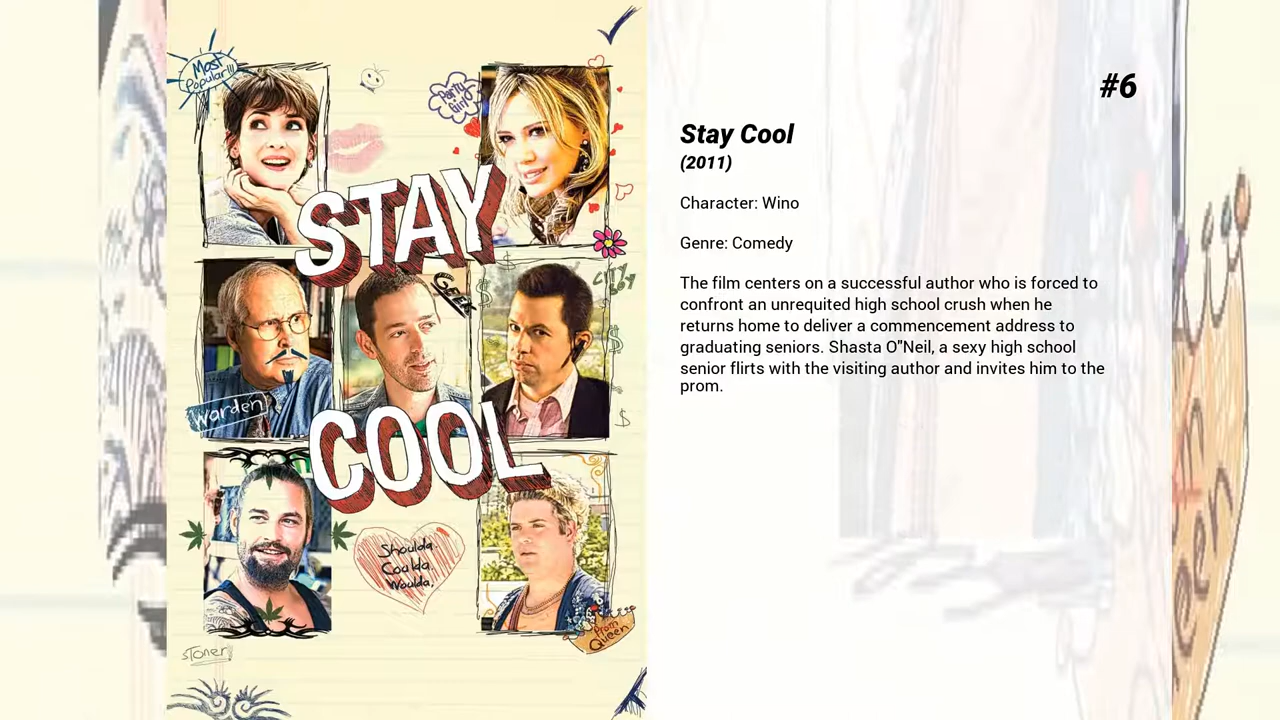 Most
Popular!!!
Party
Girl
STAY
GEEK
COOL
Warden
Shoulda.
Coulda.
Woulda.
Prom
Queen
Stoner
#6
Stay Cool
(2011)
Character: Wino
Genre: Comedy
The film centers on a successful author who is forced to
confront an unrequited high school crush when he
returns home to deliver a commencement address to
graduating seniors. Shasta O"Neil, a sexy high school
senior flirts with the visiting author and invites him to the
prom.